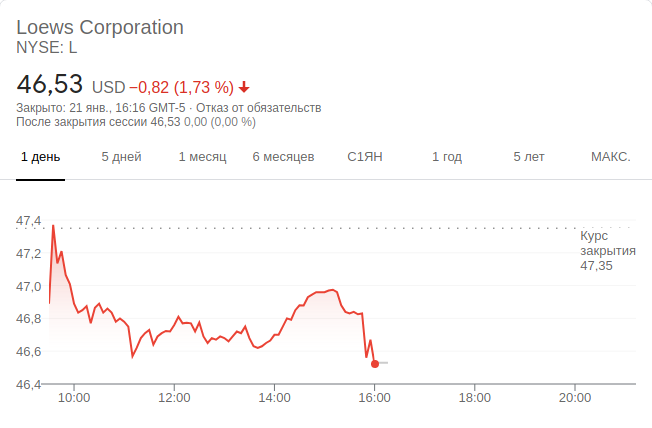 Loews Corporation
NYSE: L
46,53 USD −0,82 (1,73 %)
Закрыто: 21 янв., 16:16 GMT-5 · Отказ от обязательств
После закрытия сессии 46,53 0,00 (0,00 %)
1 день 5 дней 1 месяц 6 месяцев С1ЯН 1 год 5 лет МАКС.
47,4
Курс
закрытия
47,35
47,2
47,0
46,8
46,6
46,4
10:00 12:00 14:00 16:00 18:00 20:00